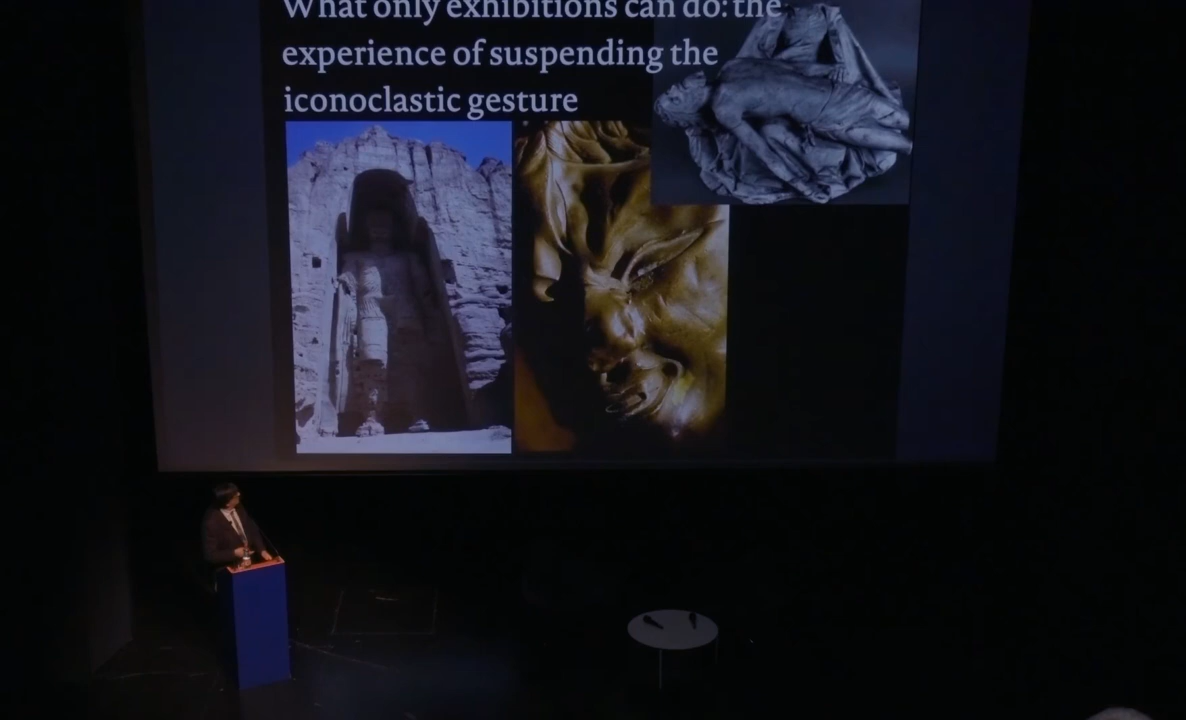 What only exhibitions can do: the
experience of suspending the
iconoclastic gesture